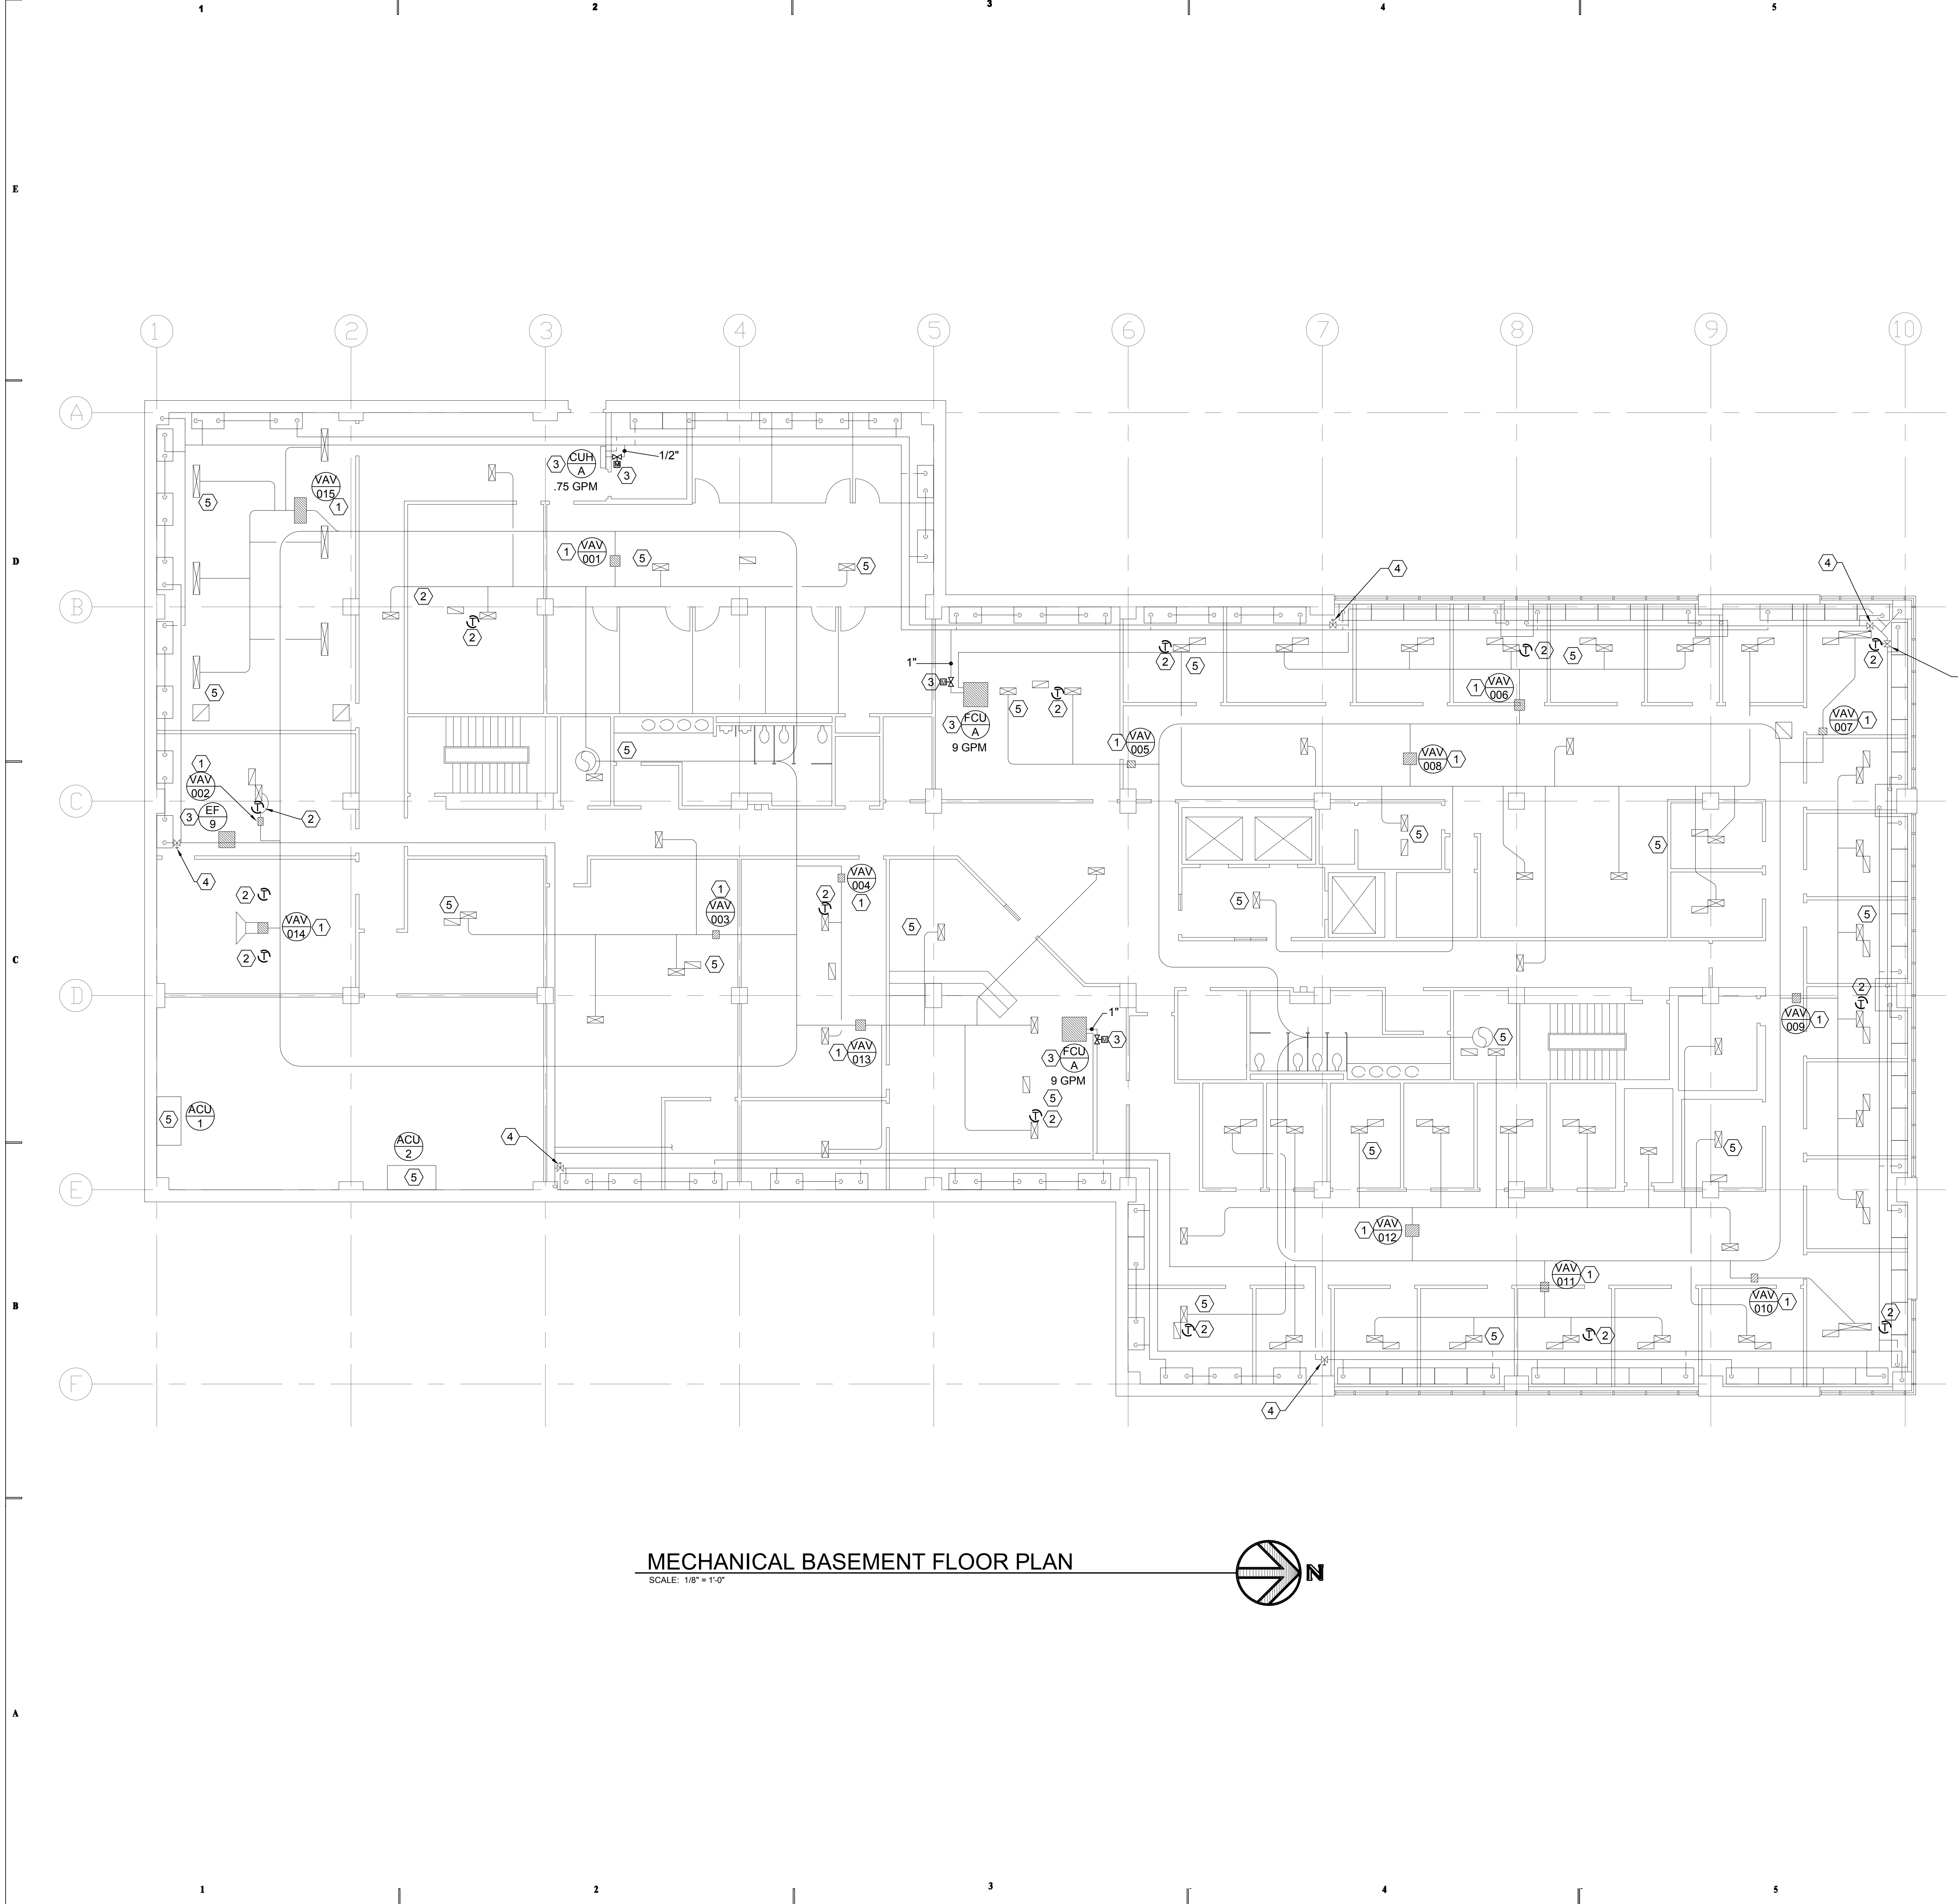 1 2 3 4 5
E
1 2 3 4 5 6 7 8 9 10
A
3 CUH A 1/2"
3
.75 GPM
VAV 015 1
5
D
1 VAV 001 5 5
4 4
B
2
2
2 5 2 5 2
1"
5
3 5 2
1 VAV 006
3 FCU A
9 GPM
VAV 007 1
1 VAV 005
5
VAV 008 1
1
VAV 002
C
3 EF 9 2
5 5
4
2
VAV 004
1
2
1
VAV 003
5
5
5 5
VAV 014 1
2
C
5
2
D
VAV 009 1
1"
3
5
1 VAV 013
3 FCU A
9 GPM
5
2
5 ACU 1
4
ACU 2
5
5 5
E
1 VAV 012
VAV 011 1
B
5
VAV 010 1
2
2
5 2
F
4
MECHANICAL BASEMENT FLOOR PLAN
SCALE: 1/8" = 1'-0"
N
A
1 2 3 4 5